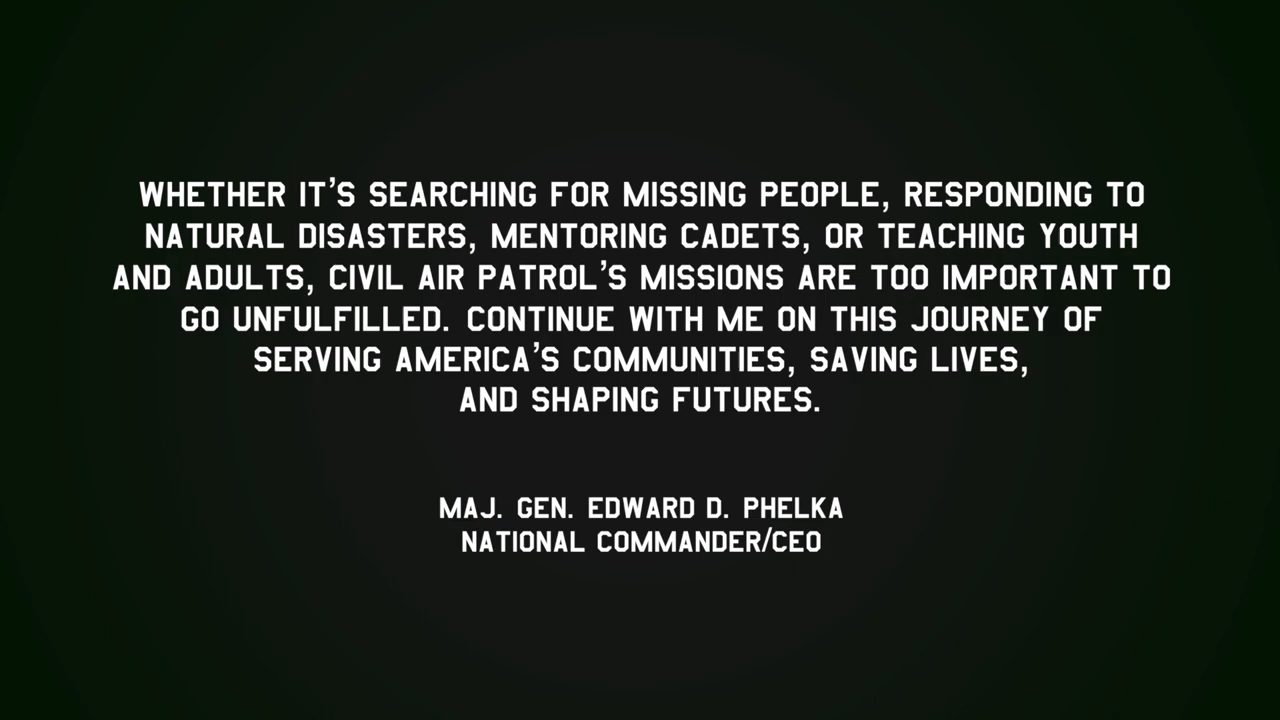 WHETHER IT'S SEARCHING FOR MISSING PEOPLE, RESPONDING TO
NATURAL DISASTERS, MENTORING CADETS, OR TEACHING YOUTH
AND ADULTS, CIVIL AIR PATROL'S MISSIONS ARE TOO IMPORTANT TO
GO UNFULFILLED. CONTINUE WITH ME ON THIS JOURNEY OF
SERVING AMERICA'S COMMUNITIES, SAVING LIVES,
AND SHAPING FUTURES.
MAJ. GEN. EDWARD D. PHELKA
NATIONAL COMMANDER/CEO